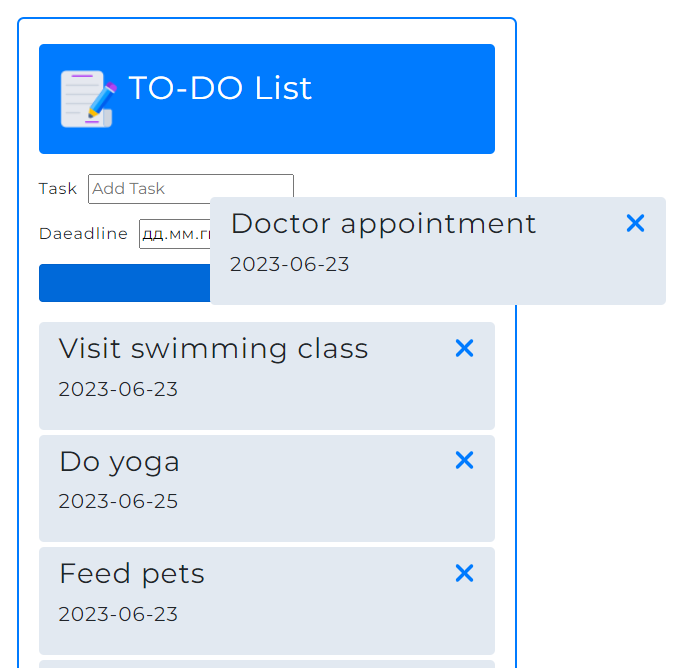 TO-DO List
Task Add Task
Daeadline дд.мм.гг
Doctor appointment
2023-06-23
Visit swimming class
2023-06-23
Do yoga
2023-06-25
Feed pets
2023-06-23